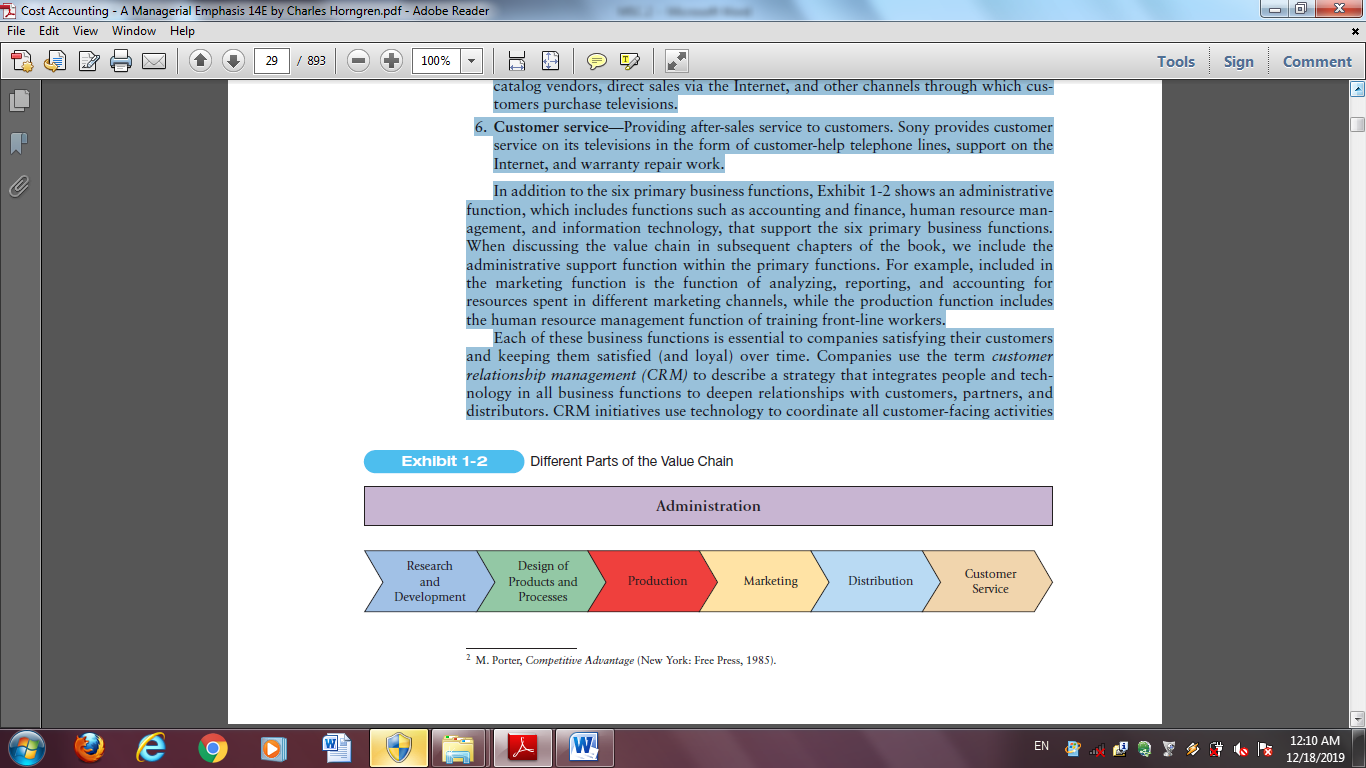 Cost Accounting - A Managerial Emphasis 14E by Charles Horngren.pdf - Adobe Reader
File Edit View Window Help
29 / 893 100% Tools Sign Comment
catalog vendors, direct sales via the Internet, and other channels through which cus-
tomers purchase televisions.
6. Customer service—Providing after-sales service to customers. Sony provides customer
service on its televisions in the form of customer-help telephone lines, support on the
Internet, and warranty repair work.
In addition to the six primary business functions, Exhibit 1-2 shows an administrative
function, which includes functions such as accounting and finance, human resource man-
agement, and information technology, that support the six primary business functions.
When discussing the value chain in subsequent chapters of the book, we include the
administrative support function within the primary functions. For example, included in
the marketing function is the function of analyzing, reporting, and accounting for
resources spent in different marketing channels, while the production function includes
the human resource management function of training front-line workers.
Each of these business functions is essential to companies satisfying their customers
and keeping them satisfied (and loyal) over time. Companies use the term customer
relationship management (CRM) to describe a strategy that integrates people and tech-
nology in all business functions to deepen relationships with customers, partners, and
distributors. CRM initiatives use technology to coordinate all customer-facing activities
Exhibit 1-2 Different Parts of the Value Chain
Administration
Research
and
Development
Design of
Products and
Processes
Production
Marketing
Distribution
Customer
Service
2 M. Porter, Competitive Advantage (New York: Free Press, 1985).
EN
12:10 AM
12/18/2019